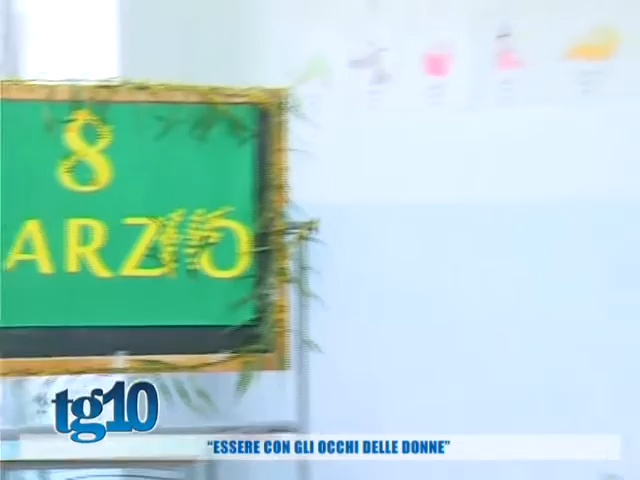 8
ARZO
tg10
"ESSERE CON GLI OCCHI DELLE DONNE"